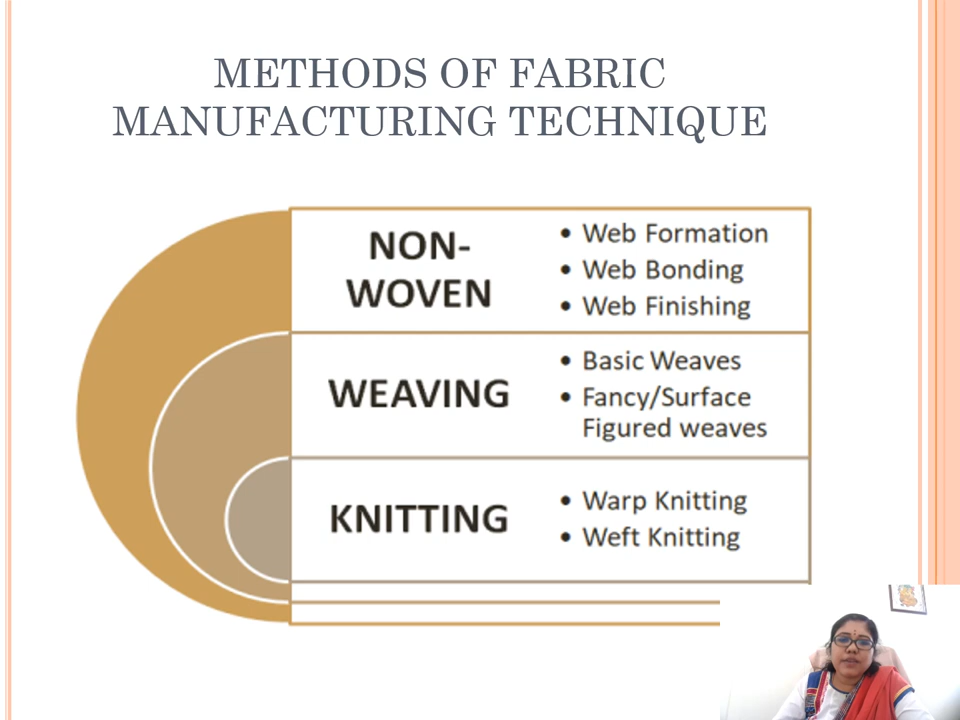 METHODS OF FABRIC
MANUFACTURING TECHNIQUE
NON-
WOVEN
• Web Formation
• Web Bonding
• Web Finishing
WEAVING
• Basic Weaves
• Fancy/Surface
Figured weaves
KNITTING
• Warp Knitting
• Weft Knitting